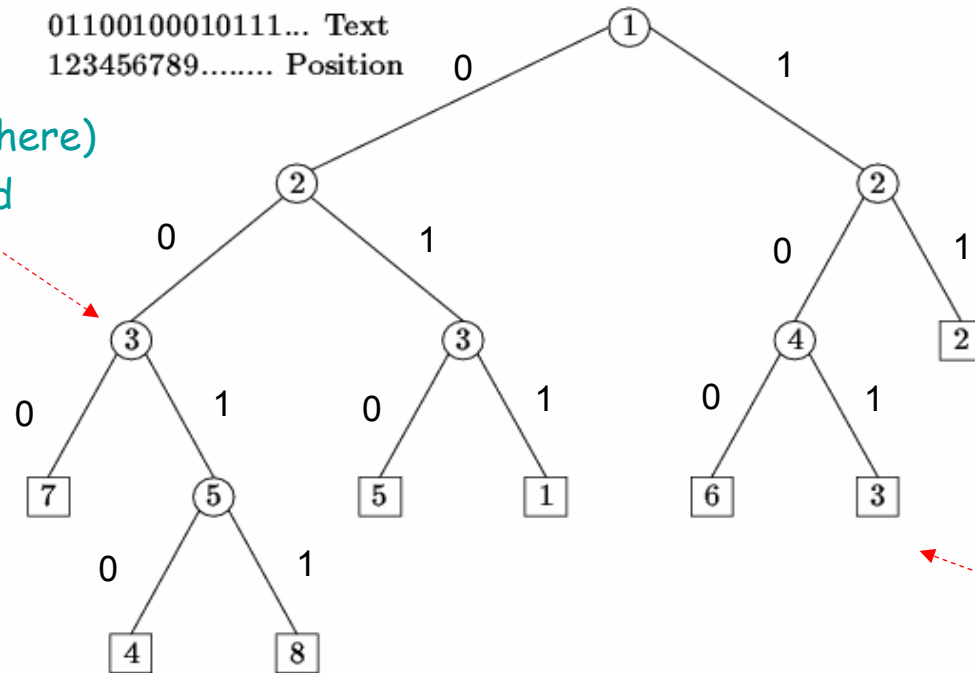 01100100010111... Text
123456789........ Position
here)
d
1
0 1
2 2
0 1 0 1
3 3 4 2
0 1 0 1 0 1
7 5 5 1 6 3
0 1
4 8